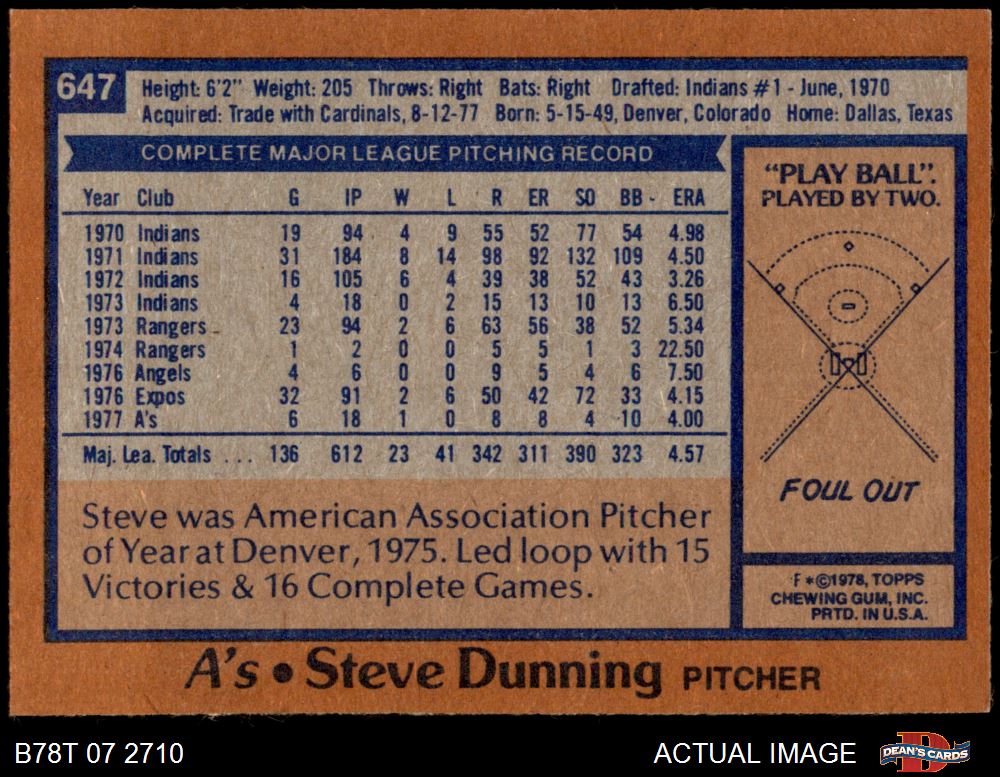 647
Height: 6'2" Weight: 205 Throws: Right Bats: Right Drafted: Indians #1 - June, 1970
Acquired: Trade with Cardinals, 8-12-77 Born: 5-15-49, Denver, Colorado Home: Dallas, Texas
COMPLETE MAJOR LEAGUE PITCHING RECORD
Year Club G IP W L R ER SO BB ERA
1970 Indians 19 94 4 9 55 52 77 54 4.98
1971 Indians 31 184 8 14 98 92 132 109 4.50
1972 Indians 16 105 6 4 39 38 52 43 3.26
1973 Indians 4 18 0 2 15 13 10 13 6.50
1973 Rangers 23 94 2 6 63 56 38 52 5.34
1974 Rangers 1 2 0 0 5 5 1 3 22.50
1976 Angels 4 6 0 0 9 5 4 6 7.50
1976 Expos 32 91 2 6 50 42 72 33 4.15
1977 A's 6 18 1 0 8 8 4 10 4.00
Maj. Lea. Totals ... 136 612 23 41 342 311 390 323 4.57
Steve was American Association Pitcher
of Year at Denver, 1975. Led loop with 15
Victories & 16 Complete Games.
"PLAY BALL".
PLAYED BY TWO.
FOUL OUT
F *©1978, TOPPS
CHEWING GUM, INC.
PRTD. IN U.S.A.
A's • Steve Dunning PITCHER
B78T 07 2710
ACTUAL IMAGE
D
DEAN'S CARDS